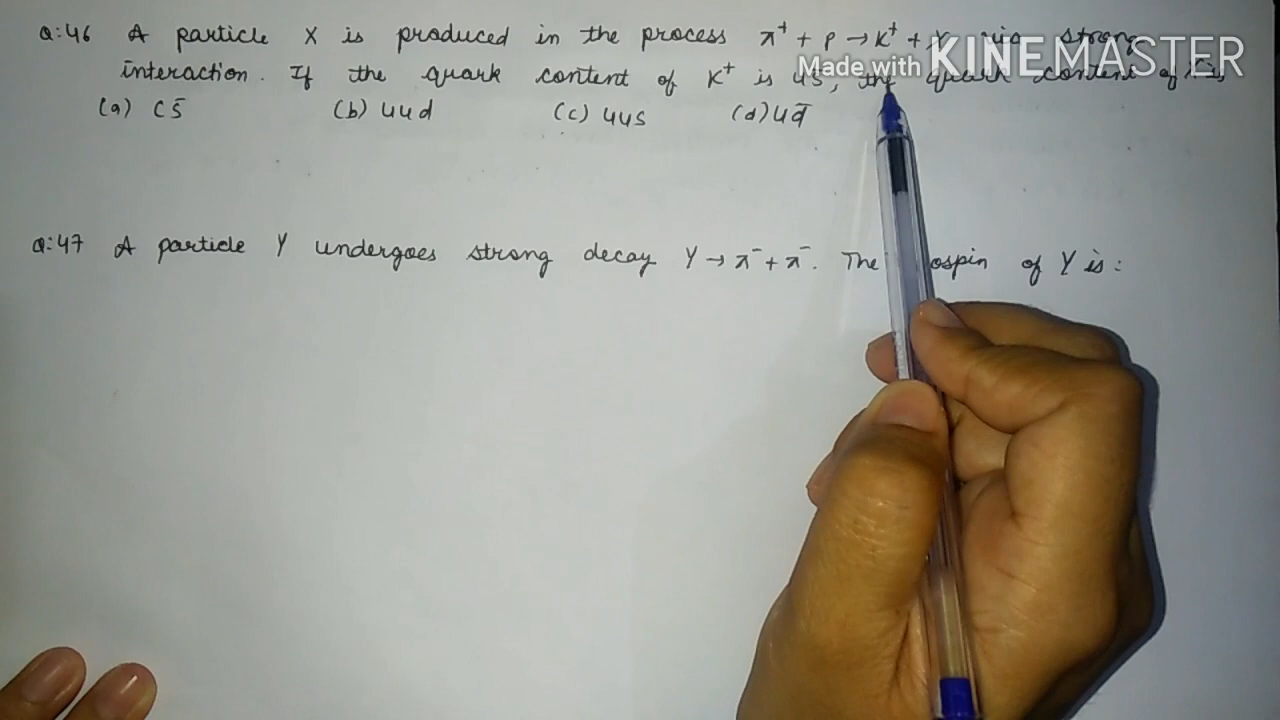 Q:46 A particle X is produced in the process π⁺ + p → K⁺ + X via strong
Made with KINEMASTER
interaction. If the quark content of K⁺ is us̄, the quark content of X is
(a) cs̄ (b) uud (c) uus (d) ud̄
Q:47 A particle Y undergoes strong decay Y → π⁻ + π⁻. The ospin of Y is: